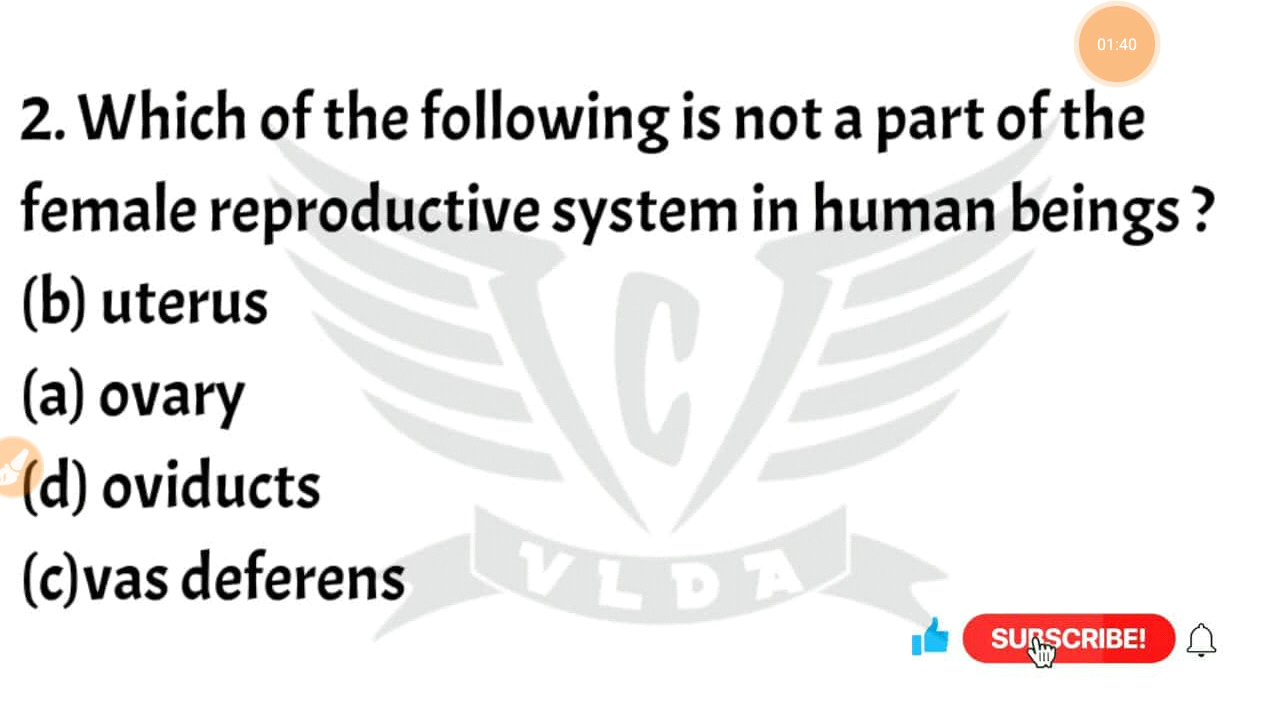 01:40
2. Which of the following is not a part of the
female reproductive system in human beings ?
(b) uterus
(a) ovary
(d) oviducts
(c)vas deferens
C
VLDA
SUBSCRIBE!